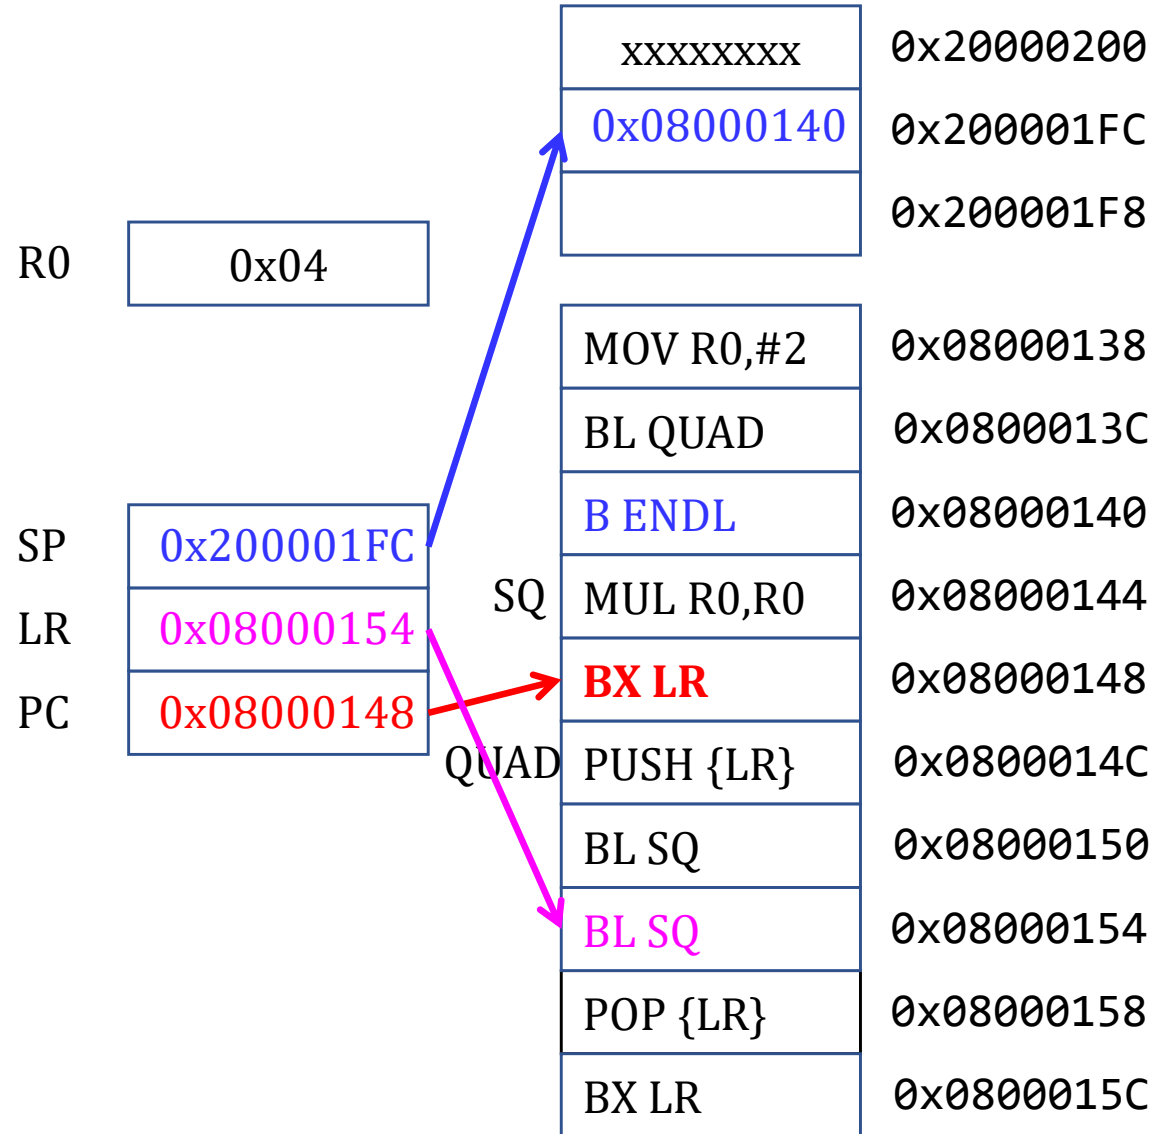 xxxxxxxx 0x20000200
0x08000140 0x200001FC
0x200001F8
R0 0x04
MOV R0,#2 0x08000138
BL QUAD 0x0800013C
SP 0x200001FC B ENDL 0x08000140
LR 0x08000154 SQ MUL R0,R0 0x08000144
PC 0x08000148 BX LR 0x08000148
QUAD PUSH {LR} 0x0800014C
BL SQ 0x08000150
BL SQ 0x08000154
POP {LR} 0x08000158
BX LR 0x0800015C